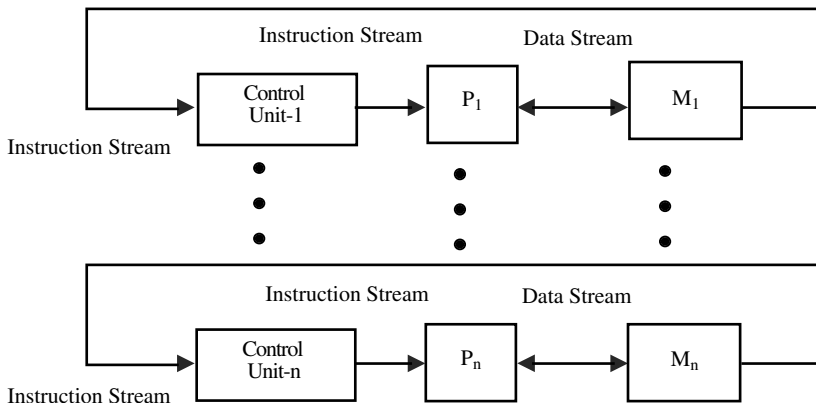 Instruction Stream
Data Stream
Control
Unit-1
P1
M1
Instruction Stream
Instruction Stream
Data Stream
Control
Unit-n
Pn
Mn
Instruction Stream